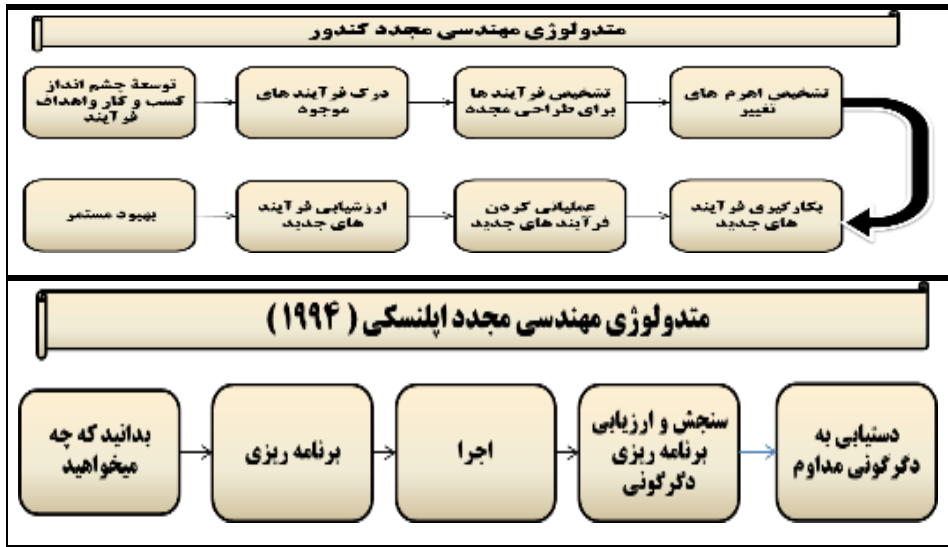 متدولوژی مهندسی مجدد کندور
توسعة چشم انداز
کسب و کار و اهداف
فرآیند
درک فرآیند های
موجود
تشخیص فرآیند ها
برای طراحی مجدد
تشخیص اهرم های
تغییر
بکارگیری فرآیند
های جدید
عملیاتی کردن
فرآیند های جدید
ارزشیابی فرآیند
های جدید
بهبود مستمر
متدولوژی مهندسی مجدد اپلنسکی ( ۱۹۹۴ )
بدانید که چه
میخواهید
برنامه ریزی
اجرا
سنجش و ارزیابی
برنامه ریزی
دگرگونی
دستیابی به
دگرگونی مداوم